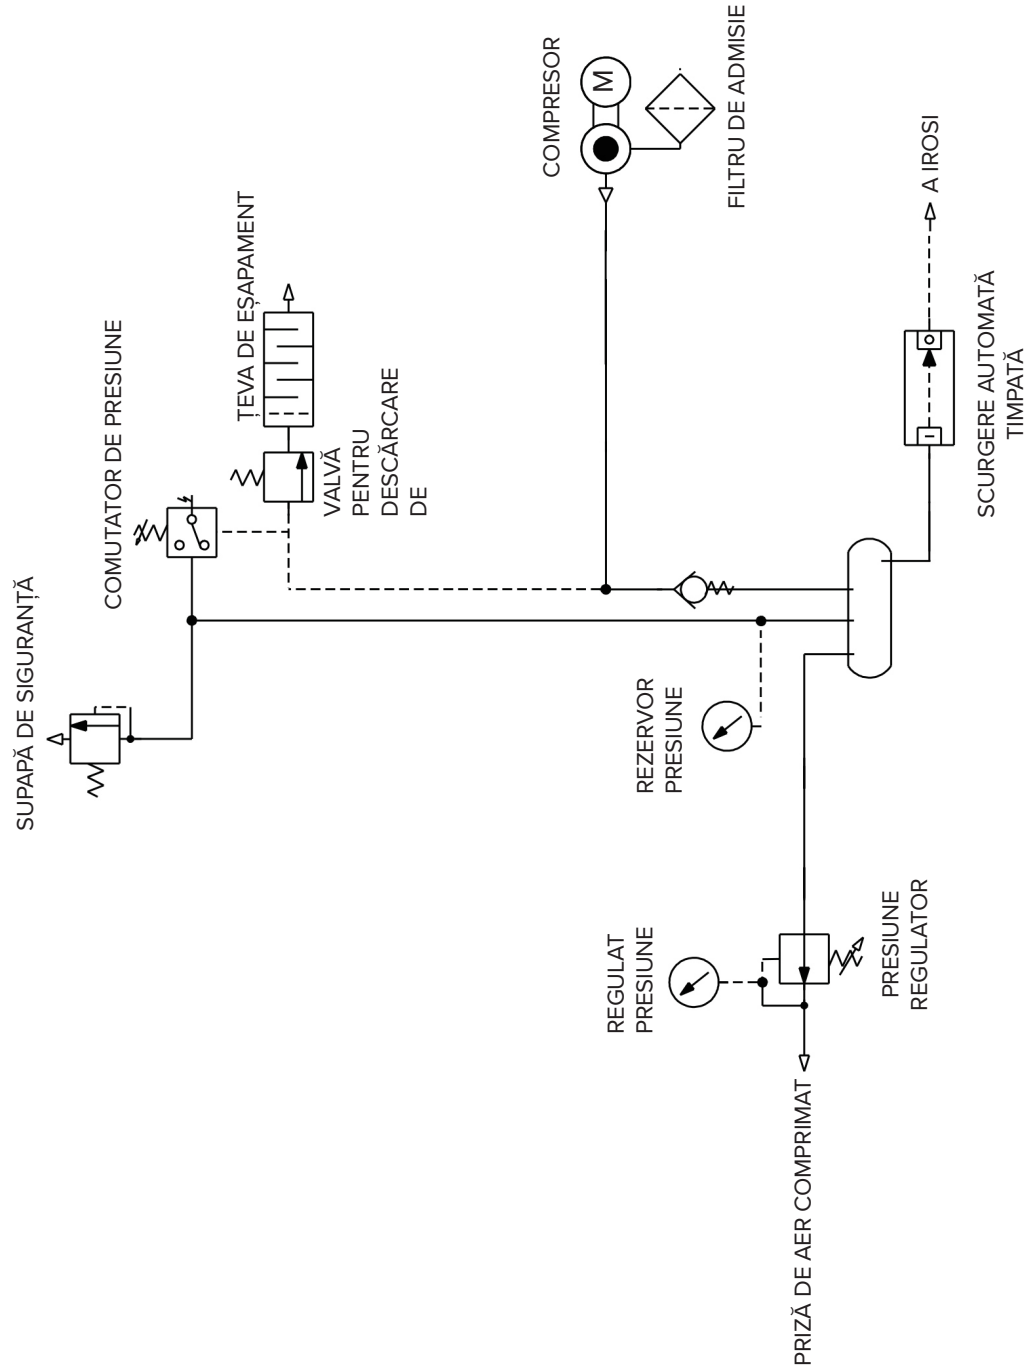 SUPAPĂ DE SIGURANȚĂ
COMUTATOR DE PRESIUNE
ȚEVA DE EȘAPAMENT
VALVĂ
PENTRU
DESCĂRCARE
DE
COMPRESOR
M
FILTRU DE ADMISIE
A IROSI
SCURGERE AUTOMATĂ
TIMPATĂ
REZERVOR
PRESIUNE
REGULAT
PRESIUNE
PRESIUNE
REGULATOR
PRIZĂ DE AER COMPRIMAT